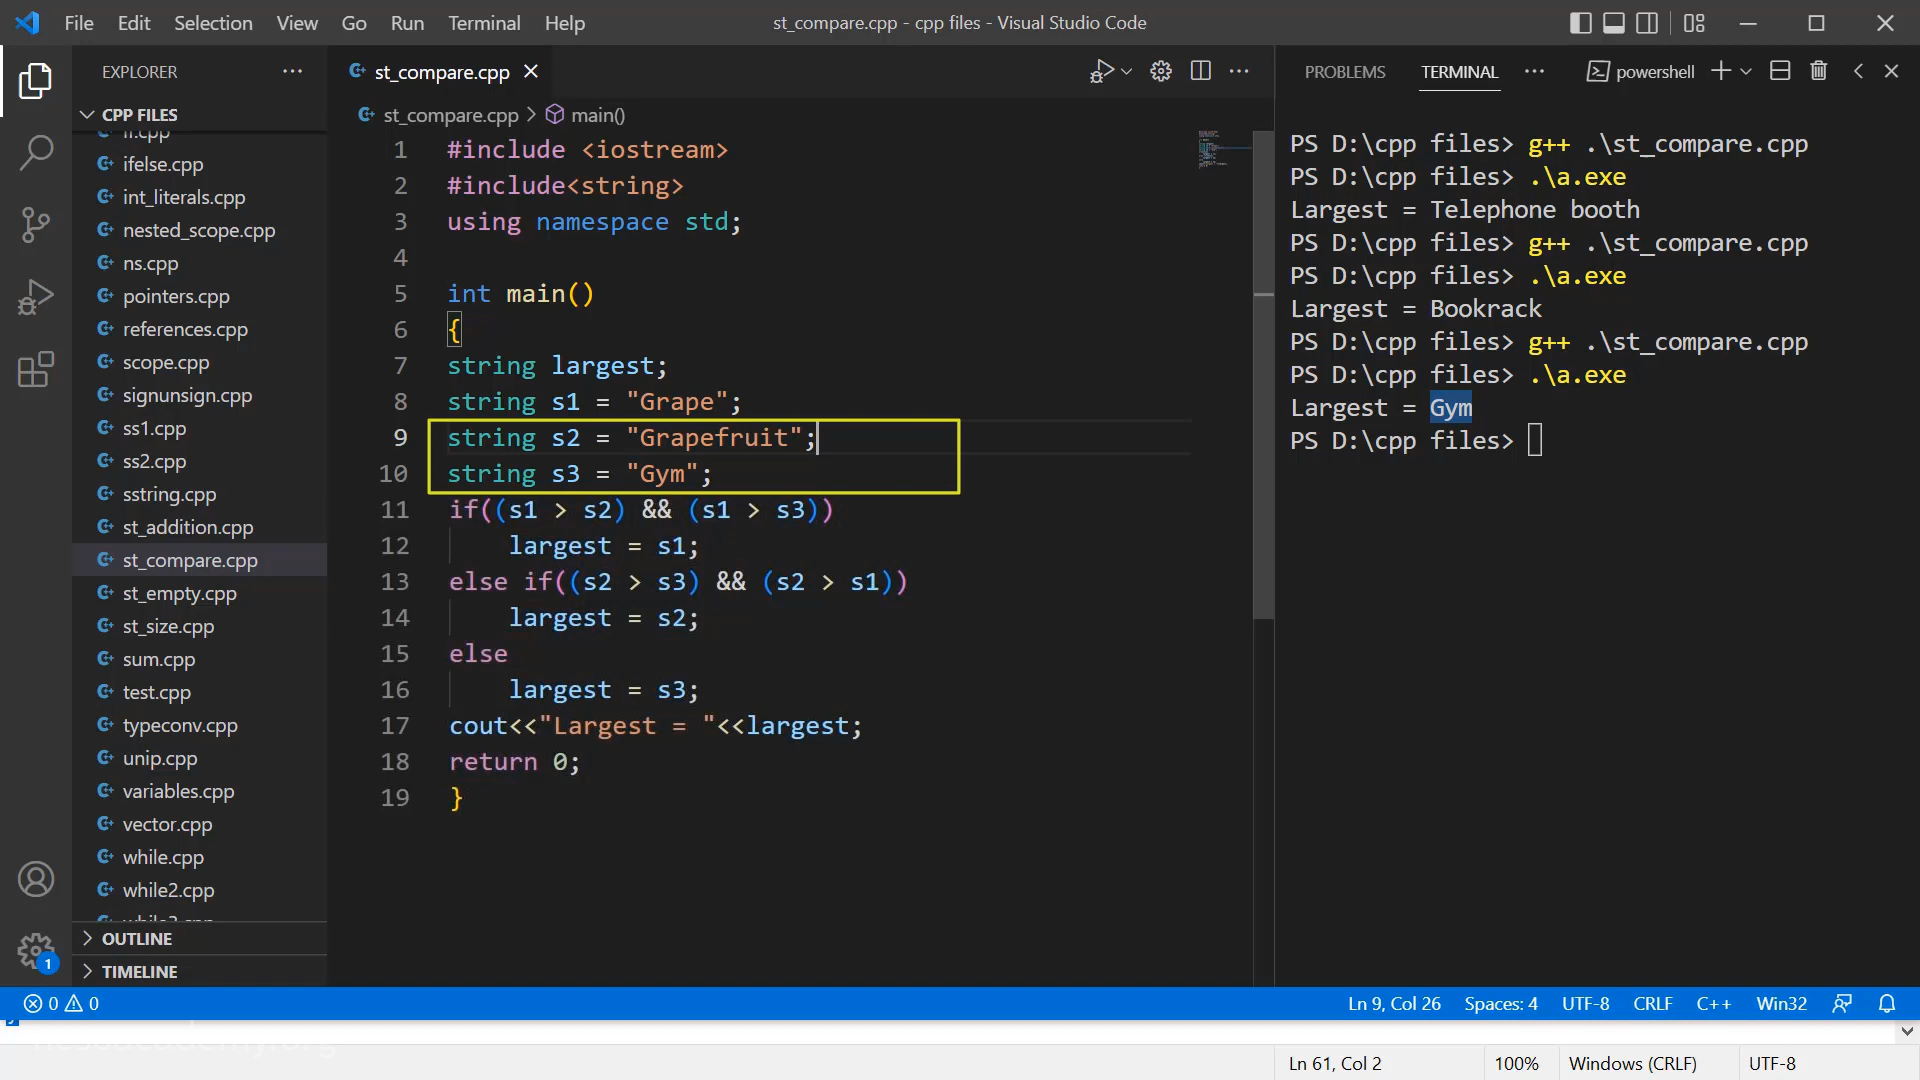 File Edit Selection View Go Run Terminal Help
st_compare.cpp - cpp files - Visual Studio Code
EXPLORER
CPP FILES
if.cpp
ifelse.cpp
int_literals.cpp
nested_scope.cpp
ns.cpp
pointers.cpp
references.cpp
scope.cpp
signunsign.cpp
ss1.cpp
ss2.cpp
sstring.cpp
st_addition.cpp
st_compare.cpp
st_empty.cpp
st_size.cpp
sum.cpp
test.cpp
typeconv.cpp
unip.cpp
variables.cpp
vector.cpp
while.cpp
while2.cpp
while3.cpp
OUTLINE
TIMELINE
1
st_compare.cpp
st_compare.cpp > main()
1 #include <iostream>
2 #include<string>
3 using namespace std;
4
5 int main()
6 {
7 string largest;
8 string s1 = "Grape";
9 string s2 = "Grapefruit";
10 string s3 = "Gym";
11 if((s1 > s2) && (s1 > s3))
12 largest = s1;
13 else if((s2 > s3) && (s2 > s1))
14 largest = s2;
15 else
16 largest = s3;
17 cout<<"Largest = "<<largest;
18 return 0;
19 }
PROBLEMS TERMINAL powershell
PS D:\cpp files> g++ .\st_compare.cpp
PS D:\cpp files> .\a.exe
Largest = Telephone booth
PS D:\cpp files> g++ .\st_compare.cpp
PS D:\cpp files> .\a.exe
Largest = Bookrack
PS D:\cpp files> g++ .\st_compare.cpp
PS D:\cpp files> .\a.exe
Largest = Gym
PS D:\cpp files>
0 0 Ln 9, Col 26 Spaces: 4 UTF-8 CRLF C++ Win32
Ln 61, Col 2 100% Windows (CRLF) UTF-8